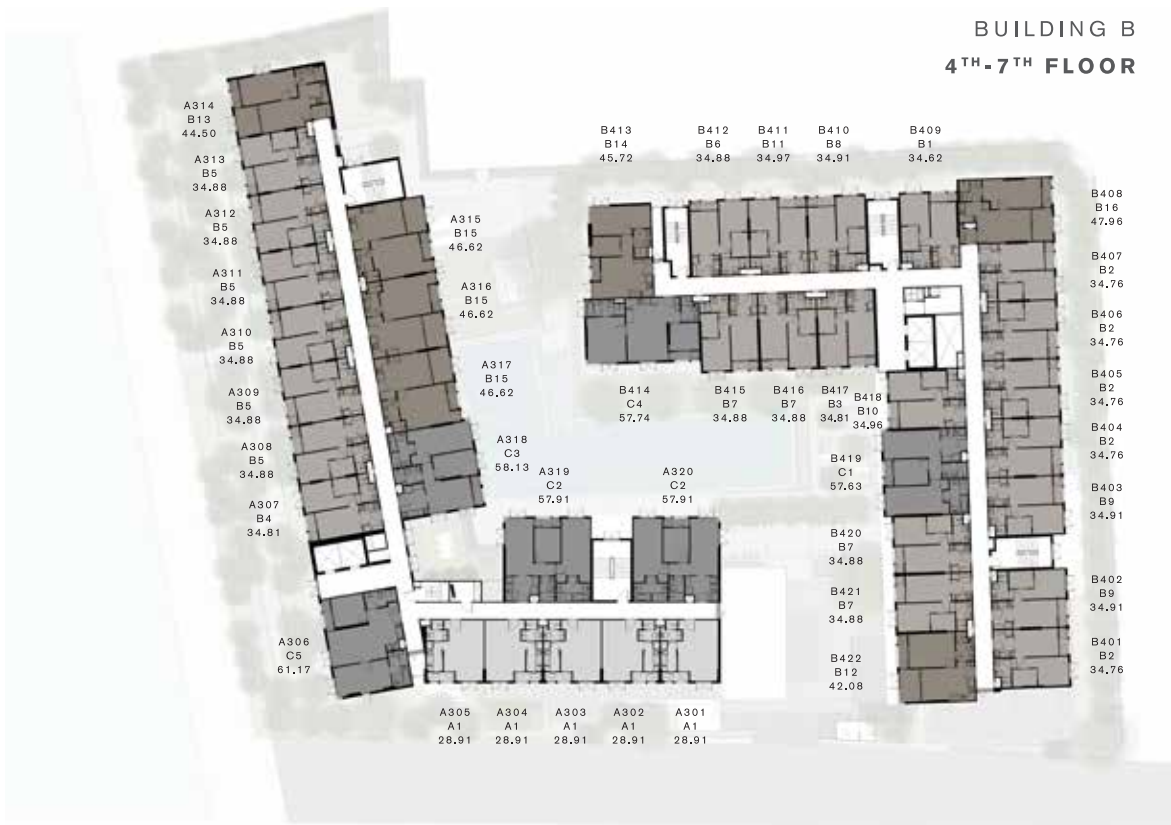 BUILDING B
4TH-7TH FLOOR
A314
B13
44.50
A313
B5
34.88
A312
B5
34.88
A311
B5
34.88
A310
B5
34.88
A309
B5
34.88
A308
B5
34.88
A307
B4
34.81
A306
C5
61.17
A315
B15
46.62
A316
B15
46.62
A317
B15
46.62
A318
C3
58.13
A319
C2
57.91
A320
C2
57.91
A305
A1
28.91
A304
A1
28.91
A303
A1
28.91
A302
A1
28.91
A301
A1
28.91
B413
B14
45.72
B412
B6
34.88
B411
B11
34.97
B410
B8
34.91
B409
B1
34.62
B408
B16
47.96
B407
B2
34.76
B406
B2
34.76
B405
B2
34.76
B404
B2
34.76
B403
B9
34.91
B402
B9
34.91
B401
B2
34.76
B414
C4
57.74
B415
B7
34.88
B416
B7
34.88
B417
B3
34.81
B418
B10
34.96
B419
C1
57.63
B420
B7
34.88
B421
B7
34.88
B422
B12
42.08